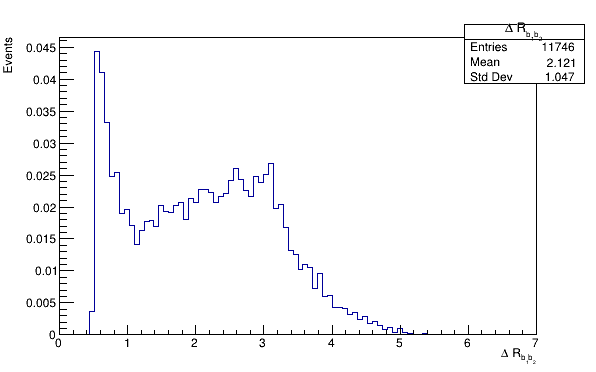 Δ R b₁b₂
Entries 11746
Mean 2.121
Std Dev 1.047
Events
0.045
0.04
0.035
0.03
0.025
0.02
0.015
0.01
0.005
0
0 1 2 3 4 5 6 7
Δ R b₁b₂